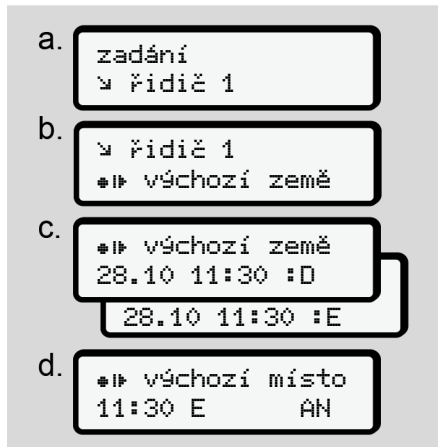 a.
zadání
řidič 1
b.
řidič 1
výchozí země
c.
výchozí země
28.10 11:30 :D
28.10 11:30 :E
d.
výchozí místo
11:30 E AN